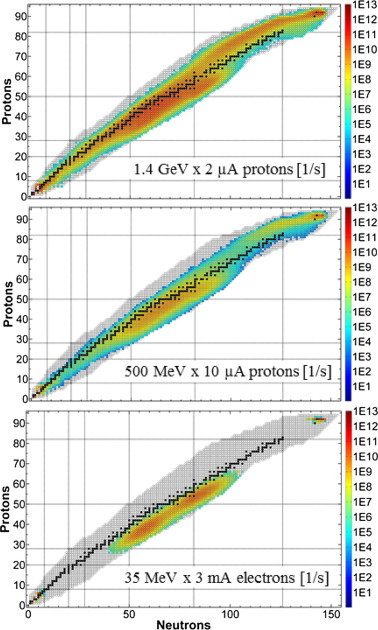 1E13
90
1E12
80
1E11
70
1E10
60
1E9
50
1E8
40
1E7
30
1E6
20
1E5
10
1E4
0
1E3
1E2
1E1
Protons
1.4 GeV x 2 µA protons [1/s]
1E13
90
1E12
80
1E11
70
1E10
60
1E9
50
1E8
40
1E7
30
1E6
20
1E5
10
1E4
0
1E3
1E2
1E1
Protons
500 MeV x 10 µA protons [1/s]
1E13
90
1E12
80
1E11
70
1E10
60
1E9
50
1E8
40
1E7
30
1E6
20
1E5
10
1E4
0
1E3
1E2
1E1
Protons
35 MeV x 3 mA electrons [1/s]
0 50 100 150
Neutrons